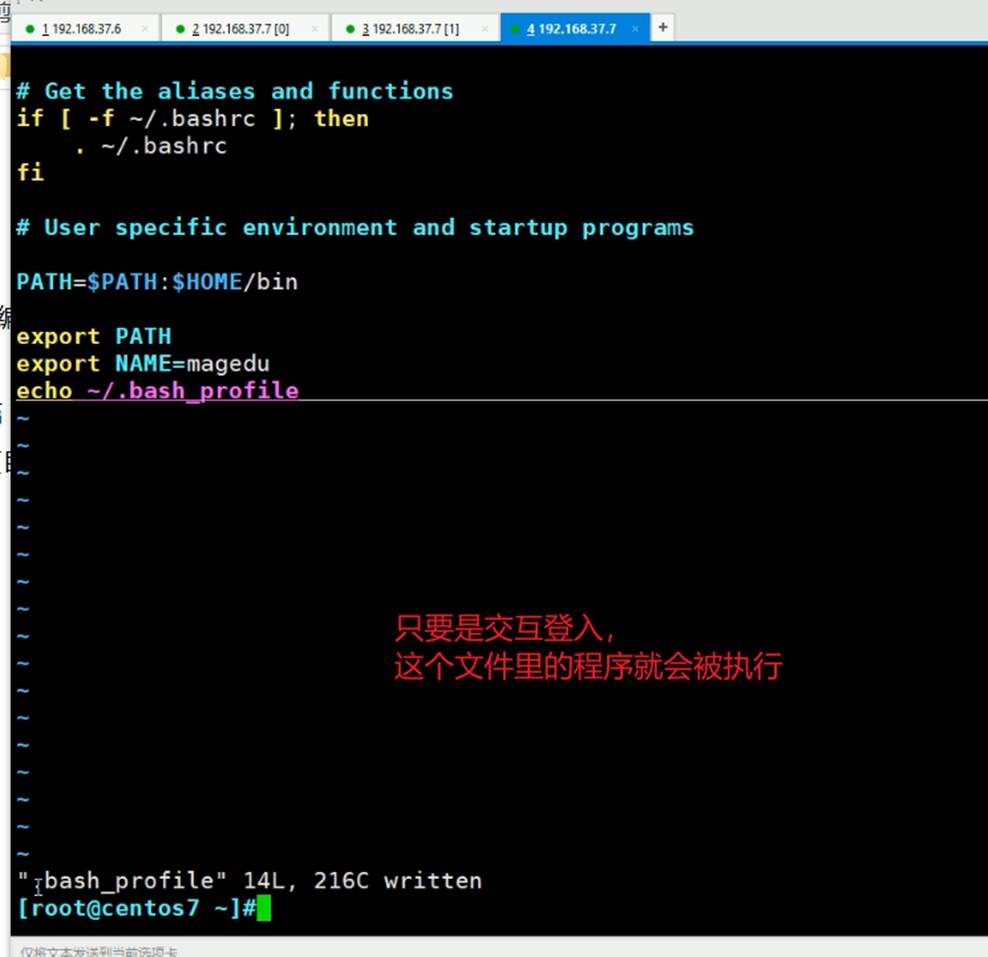 1 192.168.37.6 × 2 192.168.37.7 [0] × 3 192.168.37.7 [1] × 4 192.168.37.7 × +
# Get the aliases and functions
if [ -f ~/.bashrc ]; then
    . ~/.bashrc
fi
# User specific environment and startup programs
PATH=$PATH:$HOME/bin
export PATH
export NAME=magedu
echo ~/.bash_profile
~
~
~
~
~
~
~
~
~
只要是交互登入，
这个文件里的程序就会被执行
~
~
~
~
~
~
~
~
".bash_profile" 14L, 216C written
[root@centos7 ~]#
仅将文本发送到当前选项卡